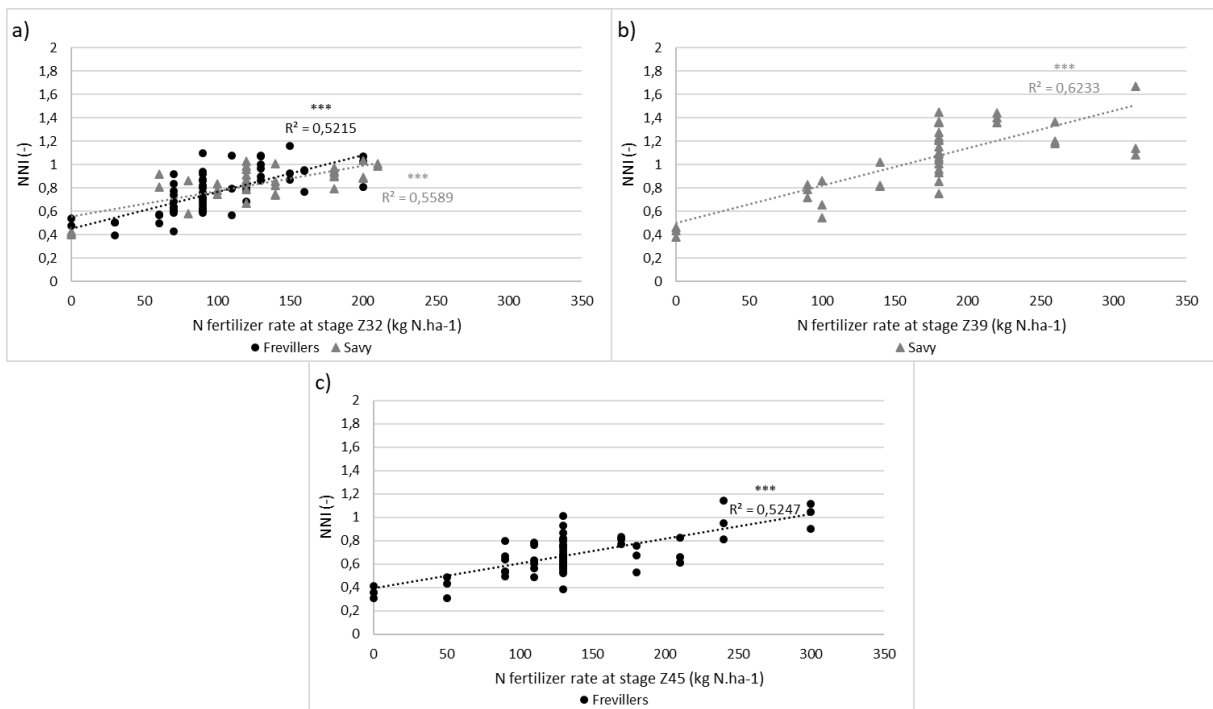 a)
2
1,8
1,6
1,4
1,2
1
0,8
0,6
0,4
0,2
0
NNI (-)
***
R² = 0,5215
***
R² = 0,5589
0 50 100 150 200 250 300 350
N fertilizer rate at stage Z32 (kg N.ha-1)
Frevillers Savy
b)
2
1,8
1,6
1,4
1,2
1
0,8
0,6
0,4
0,2
0
NNI (-)
***
R² = 0,6233
0 50 100 150 200 250 300 350
N fertilizer rate at stage Z39 (kg N.ha-1)
Savy
c)
2
1,8
1,6
1,4
1,2
1
0,8
0,6
0,4
0,2
0
NNI (-)
***
R² = 0,5247
0 50 100 150 200 250 300 350
N fertilizer rate at stage Z45 (kg N.ha-1)
Frevillers